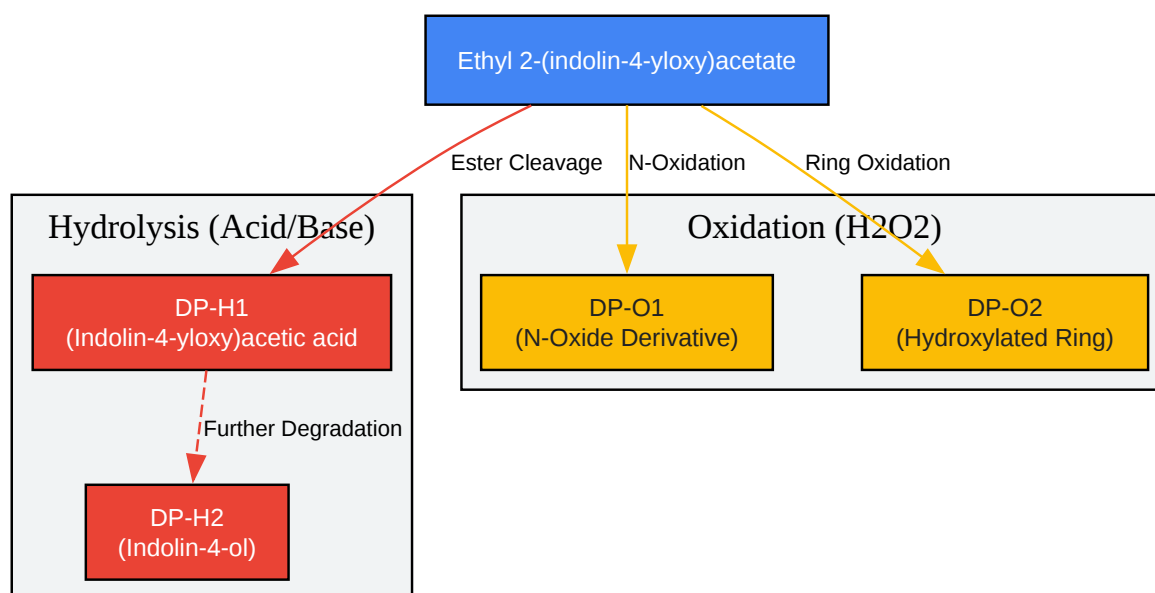 Ethyl 2-(indolin-4-yloxy)acetate
Ester Cleavage
N-Oxidation
Ring Oxidation
Hydrolysis (Acid/Base)
Oxidation (H2O2)
DP-H1
(Indolin-4-yloxy)acetic acid
DP-O1
(N-Oxide Derivative)
DP-O2
(Hydroxylated Ring)
Further Degradation
DP-H2
(Indolin-4-ol)